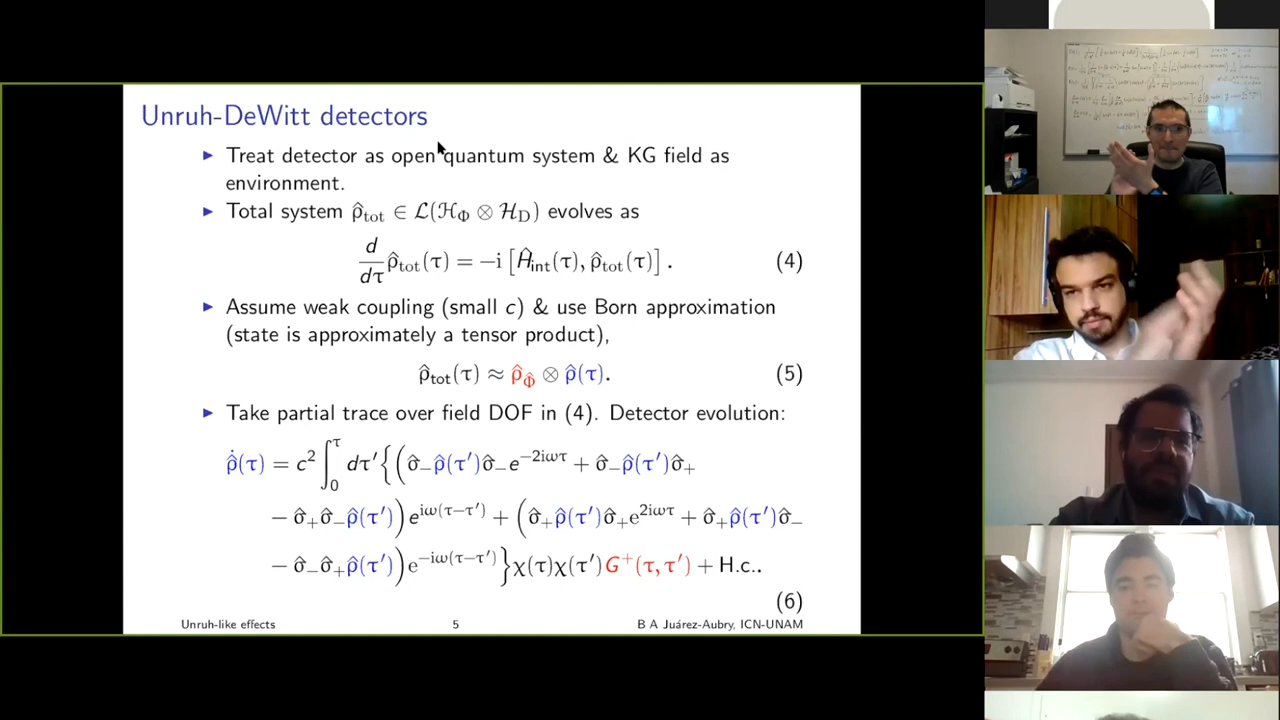 Unruh-DeWitt detectors
▶ Treat detector as open quantum system & KG field as
environment.
▶ Total system ρ̂_tot ∈ ℒ(ℋ_Φ ⊗ ℋ_D) evolves as
d/dτ ρ̂_tot(τ) = −i [Ĥ_int(τ), ρ̂_tot(τ)] . (4)
▶ Assume weak coupling (small c) & use Born approximation
(state is approximately a tensor product),
ρ̂_tot(τ) ≈ ρ̂_Φ̂ ⊗ ρ̂(τ). (5)
▶ Take partial trace over field DOF in (4). Detector evolution:
ρ̂̇(τ) = c² ∫₀^τ dτ′{(σ̂₋ρ̂(τ′)σ̂₋e^{−2iωτ} + σ̂₋ρ̂(τ′)σ̂₊
− σ̂₊σ̂₋ρ̂(τ′))e^{iω(τ−τ′)} + (σ̂₊ρ̂(τ′)σ̂₊e^{2iωτ} + σ̂₊ρ̂(τ′)σ̂₋
− σ̂₋σ̂₊ρ̂(τ′))e^{−iω(τ−τ′)}}χ(τ)χ(τ′)G⁺(τ, τ′) + H.c..
(6)
Unruh-like effects 5 B A Juárez-Aubry, ICN-UNAM